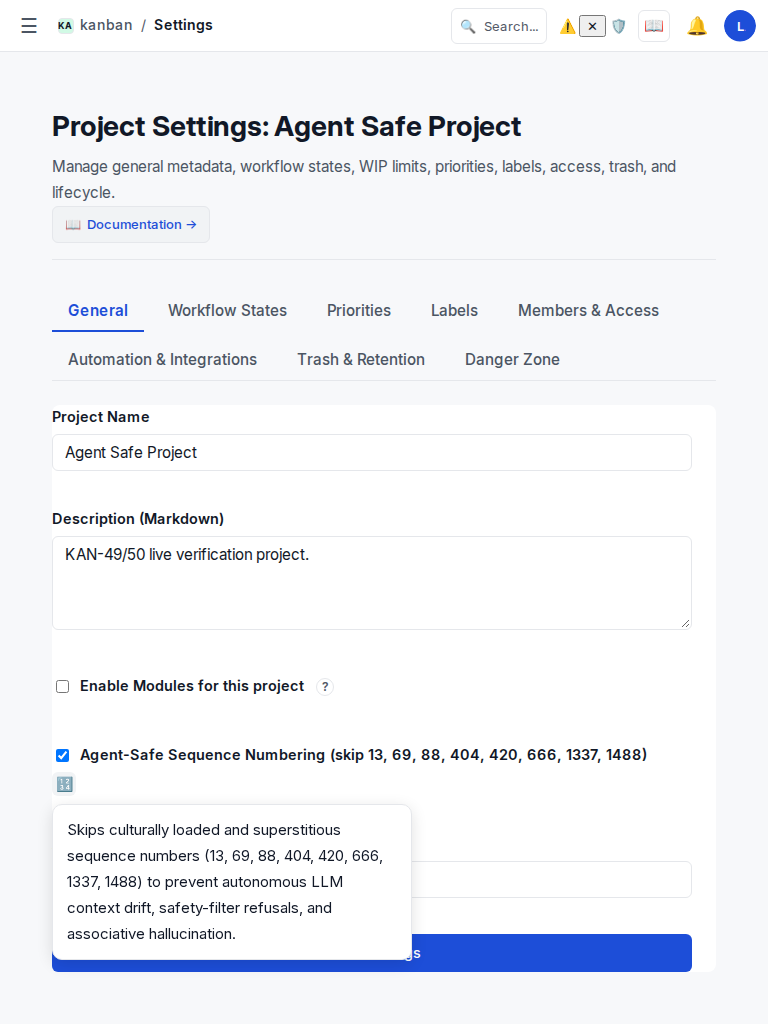 ☰ KA kanban / Settings 🔍 Search... ⚠️ ✕ 🛡️ 📖 🔔 L
Project Settings: Agent Safe Project
Manage general metadata, workflow states, WIP limits, priorities, labels, access, trash, and
lifecycle.
📖 Documentation →
General Workflow States Priorities Labels Members & Access
Automation & Integrations Trash & Retention Danger Zone
Project Name
Agent Safe Project
Description (Markdown)
KAN-49/50 live verification project.
Enable Modules for this project ?
Agent-Safe Sequence Numbering (skip 13, 69, 88, 404, 420, 666, 1337, 1488)
🔢
Skips culturally loaded and superstitious
sequence numbers (13, 69, 88, 404, 420, 666,
1337, 1488) to prevent autonomous LLM
context drift, safety-filter refusals, and
associative hallucination.